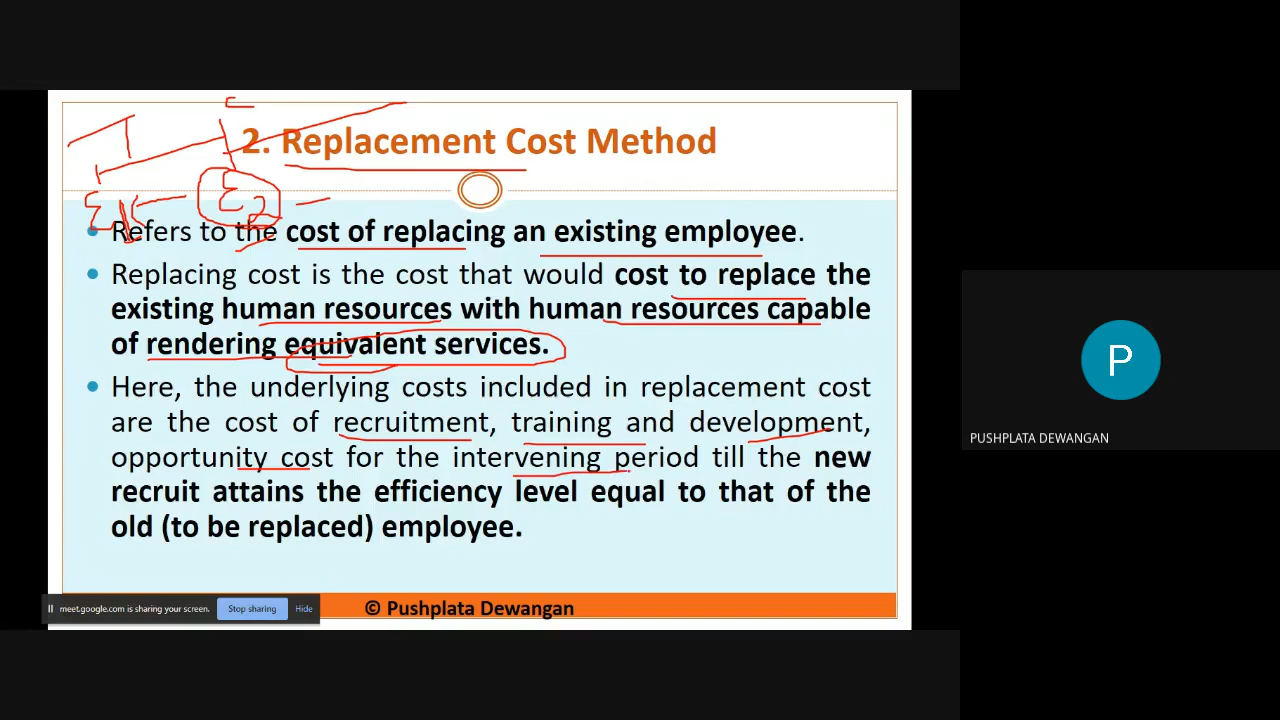 2. Replacement Cost Method
E1
E2
• Refers to the cost of replacing an existing employee.
• Replacing cost is the cost that would cost to replace the
existing human resources with human resources capable
of rendering equivalent services.
• Here, the underlying costs included in replacement cost
are the cost of recruitment, training and development,
opportunity cost for the intervening period till the new
recruit attains the efficiency level equal to that of the
old (to be replaced) employee.
meet.google.com is sharing your screen. Stop sharing Hide
© Pushplata Dewangan
P
PUSHPLATA DEWANGAN